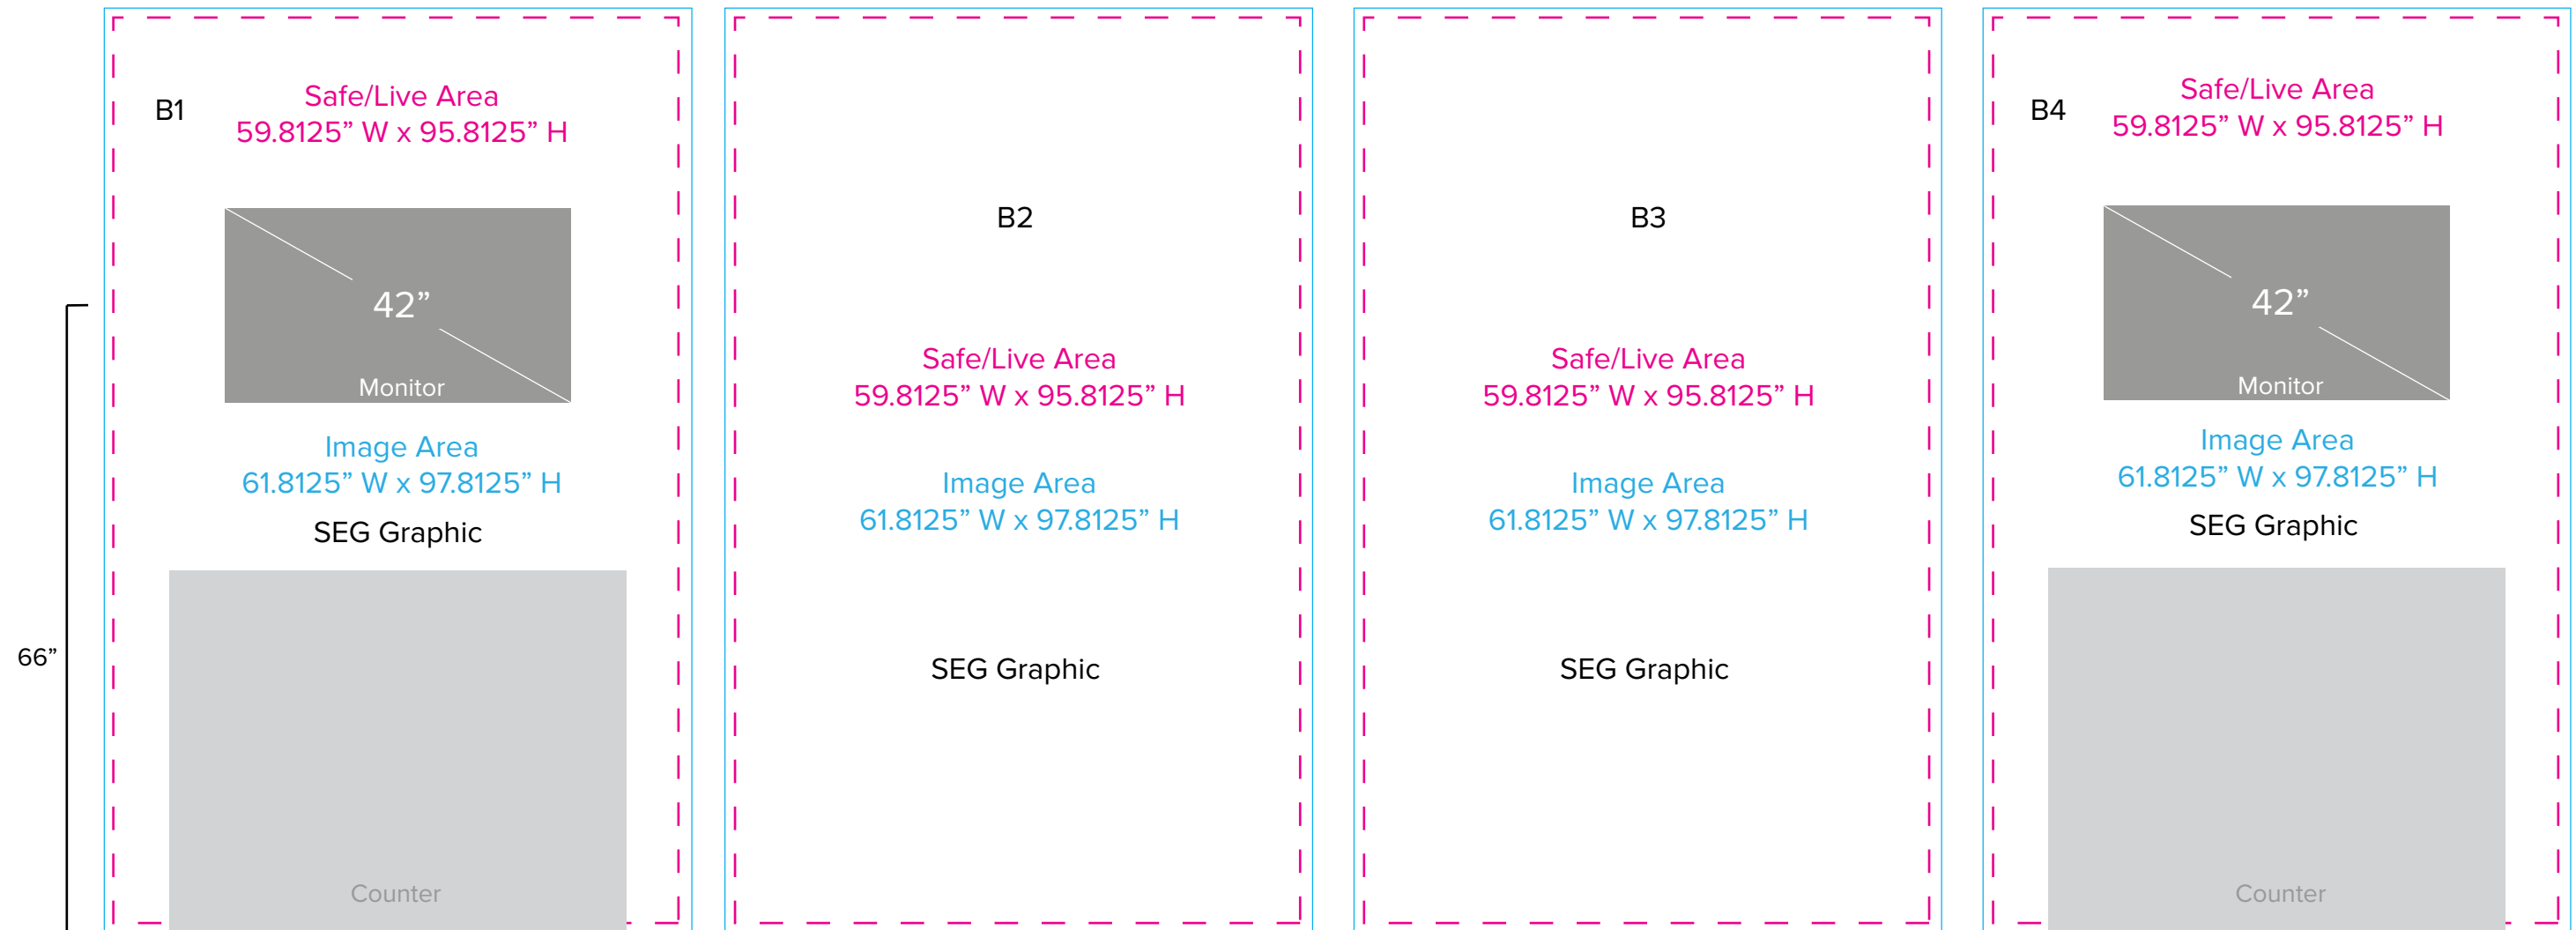 B1
Safe/Live Area
59.8125” W x 95.8125” H
42”
Monitor
Image Area
61.8125” W x 97.8125” H
SEG Graphic
Counter
66”
B2
Safe/Live Area
59.8125” W x 95.8125” H
Image Area
61.8125” W x 97.8125” H
SEG Graphic
B3
Safe/Live Area
59.8125” W x 95.8125” H
Image Area
61.8125” W x 97.8125” H
SEG Graphic
B4
Safe/Live Area
59.8125” W x 95.8125” H
42”
Monitor
Image Area
61.8125” W x 97.8125” H
SEG Graphic
Counter